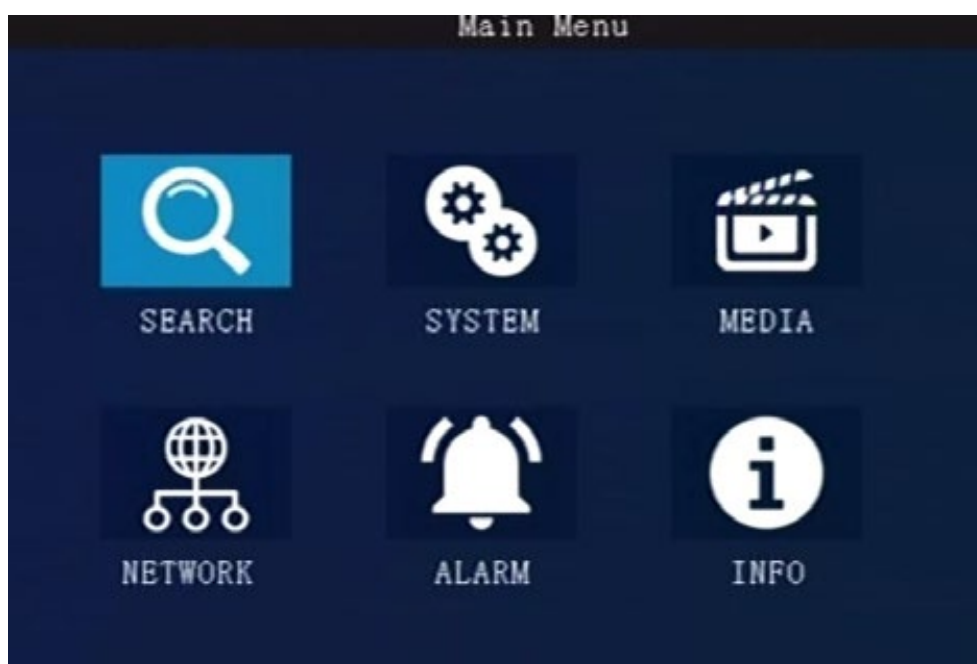 Main Menu
SEARCH
SYSTEM
MEDIA
NETWORK
ALARM
INFO